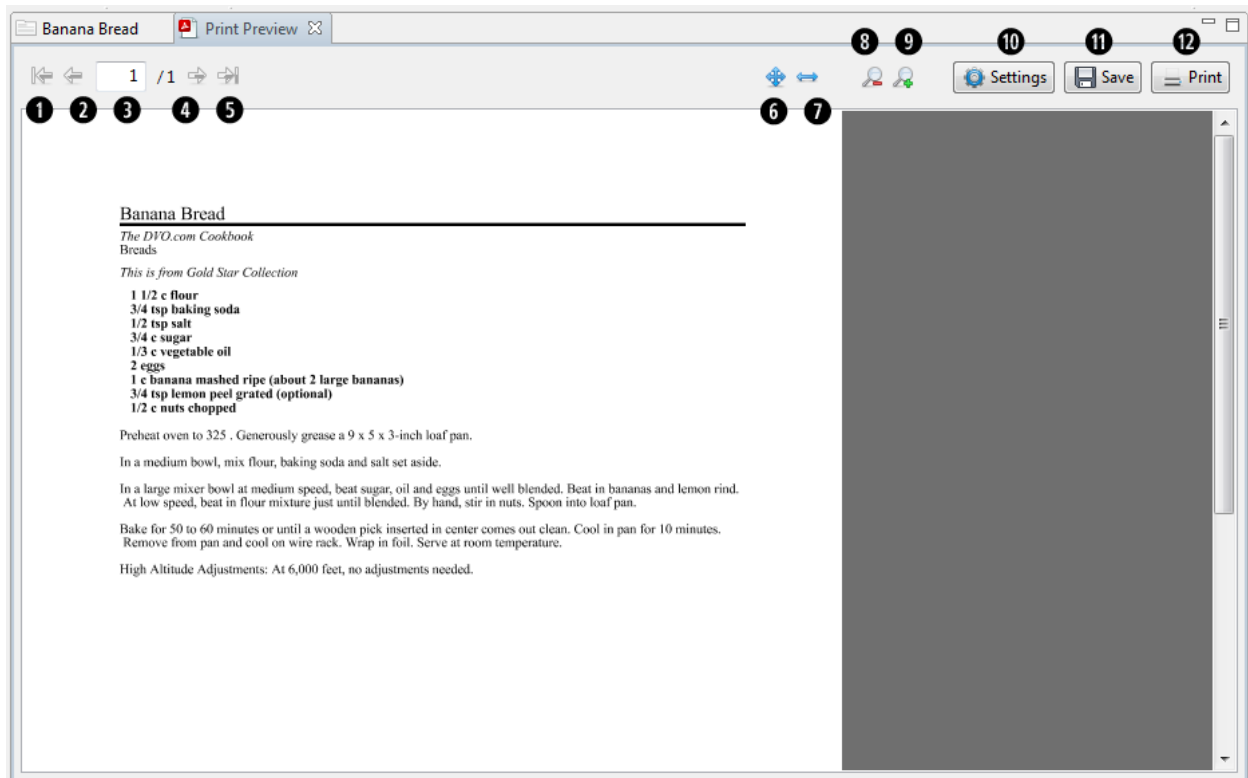 Banana Bread
Print Preview
8 9 10 11 12
1 /1
Settings Save Print
1 2 3 4 5 6 7
Banana Bread
The DVO.com Cookbook
Breads
This is from Gold Star Collection
1 1/2 c flour
3/4 tsp baking soda
1/2 tsp salt
3/4 c sugar
1/3 c vegetable oil
2 eggs
1 c banana mashed ripe (about 2 large bananas)
3/4 tsp lemon peel grated (optional)
1/2 c nuts chopped
Preheat oven to 325 . Generously grease a 9 x 5 x 3-inch loaf pan.
In a medium bowl, mix flour, baking soda and salt set aside.
In a large mixer bowl at medium speed, beat sugar, oil and eggs until well blended. Beat in bananas and lemon rind.
At low speed, beat in flour mixture just until blended. By hand, stir in nuts. Spoon into loaf pan.
Bake for 50 to 60 minutes or until a wooden pick inserted in center comes out clean. Cool in pan for 10 minutes.
Remove from pan and cool on wire rack. Wrap in foil. Serve at room temperature.
High Altitude Adjustments: At 6,000 feet, no adjustments needed.